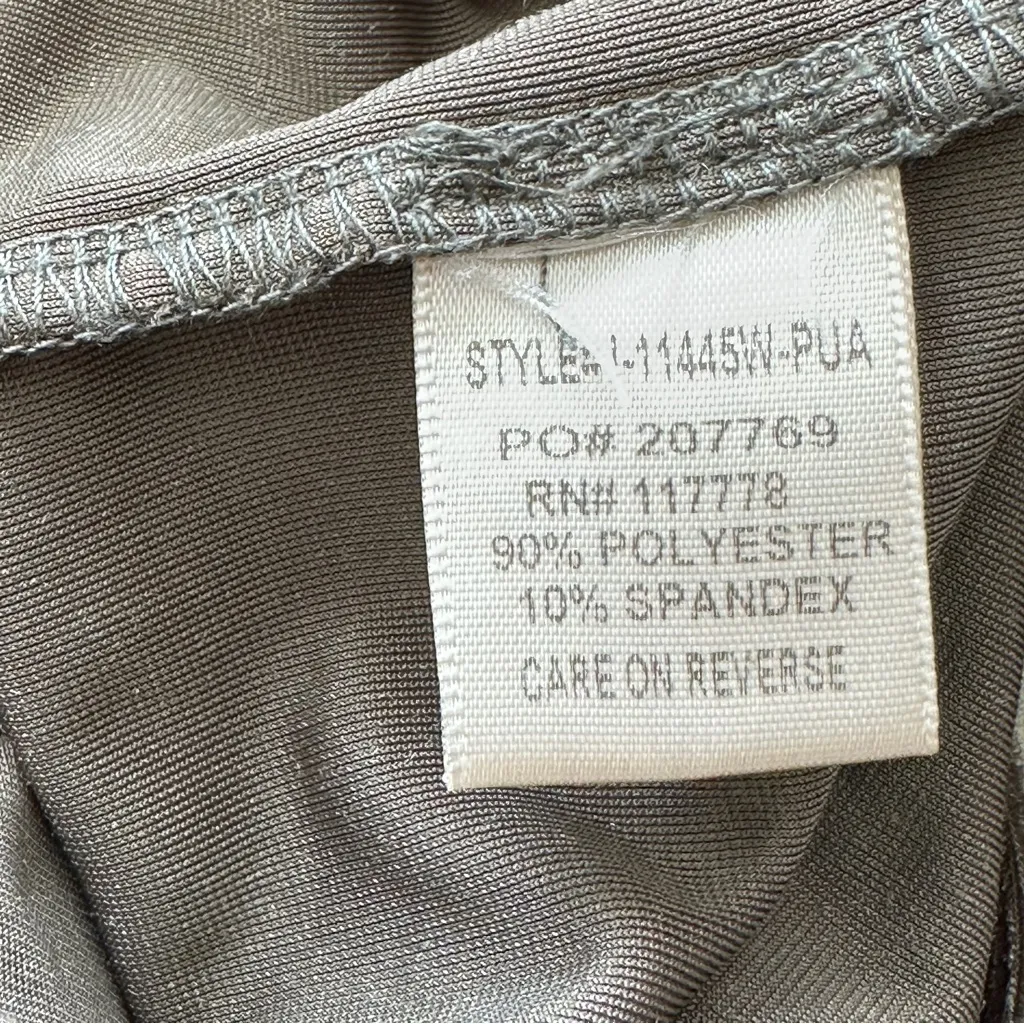 STYLE# -11445W-PUA
PO# 207769
RN# 117778
90% POLYESTER
10% SPANDEX
CARE ON REVERSE